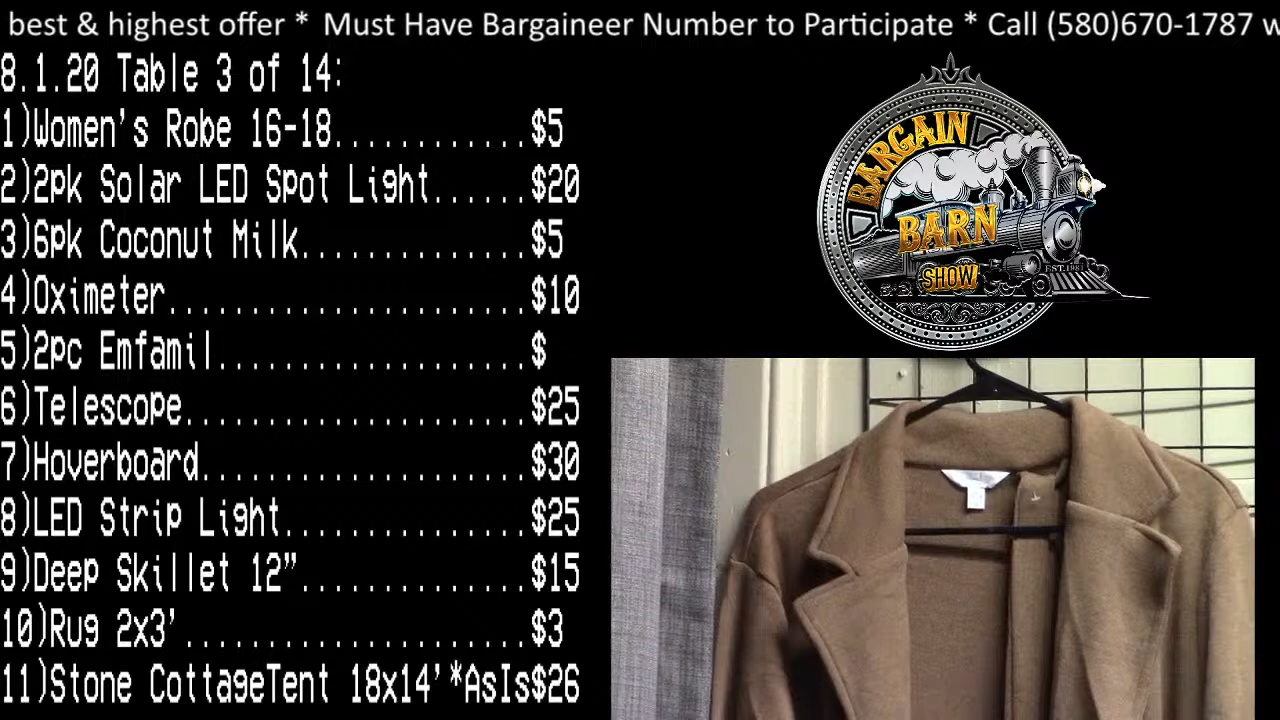 best & highest offer * Must Have Bargaineer Number to Participate * Call (580)670-1787 w
8.1.20 Table 3 of 14:
1)Women's Robe 16-18............$5
2)2pk Solar LED Spot Light......$20
3)6pk Coconut Milk..............$5
4)Oximeter......................$10
5)2pc Emfamil...................$
6)Telescope.....................$25
7)Hoverboard....................$30
8)LED Strip Light...............$25
9)Deep Skillet 12”..............$15
10)Rug 2x3'.....................$3
11)Stone CottageTent 18x14'*AsIs$26
BARGAIN
BARN
SHOW
EST.1981